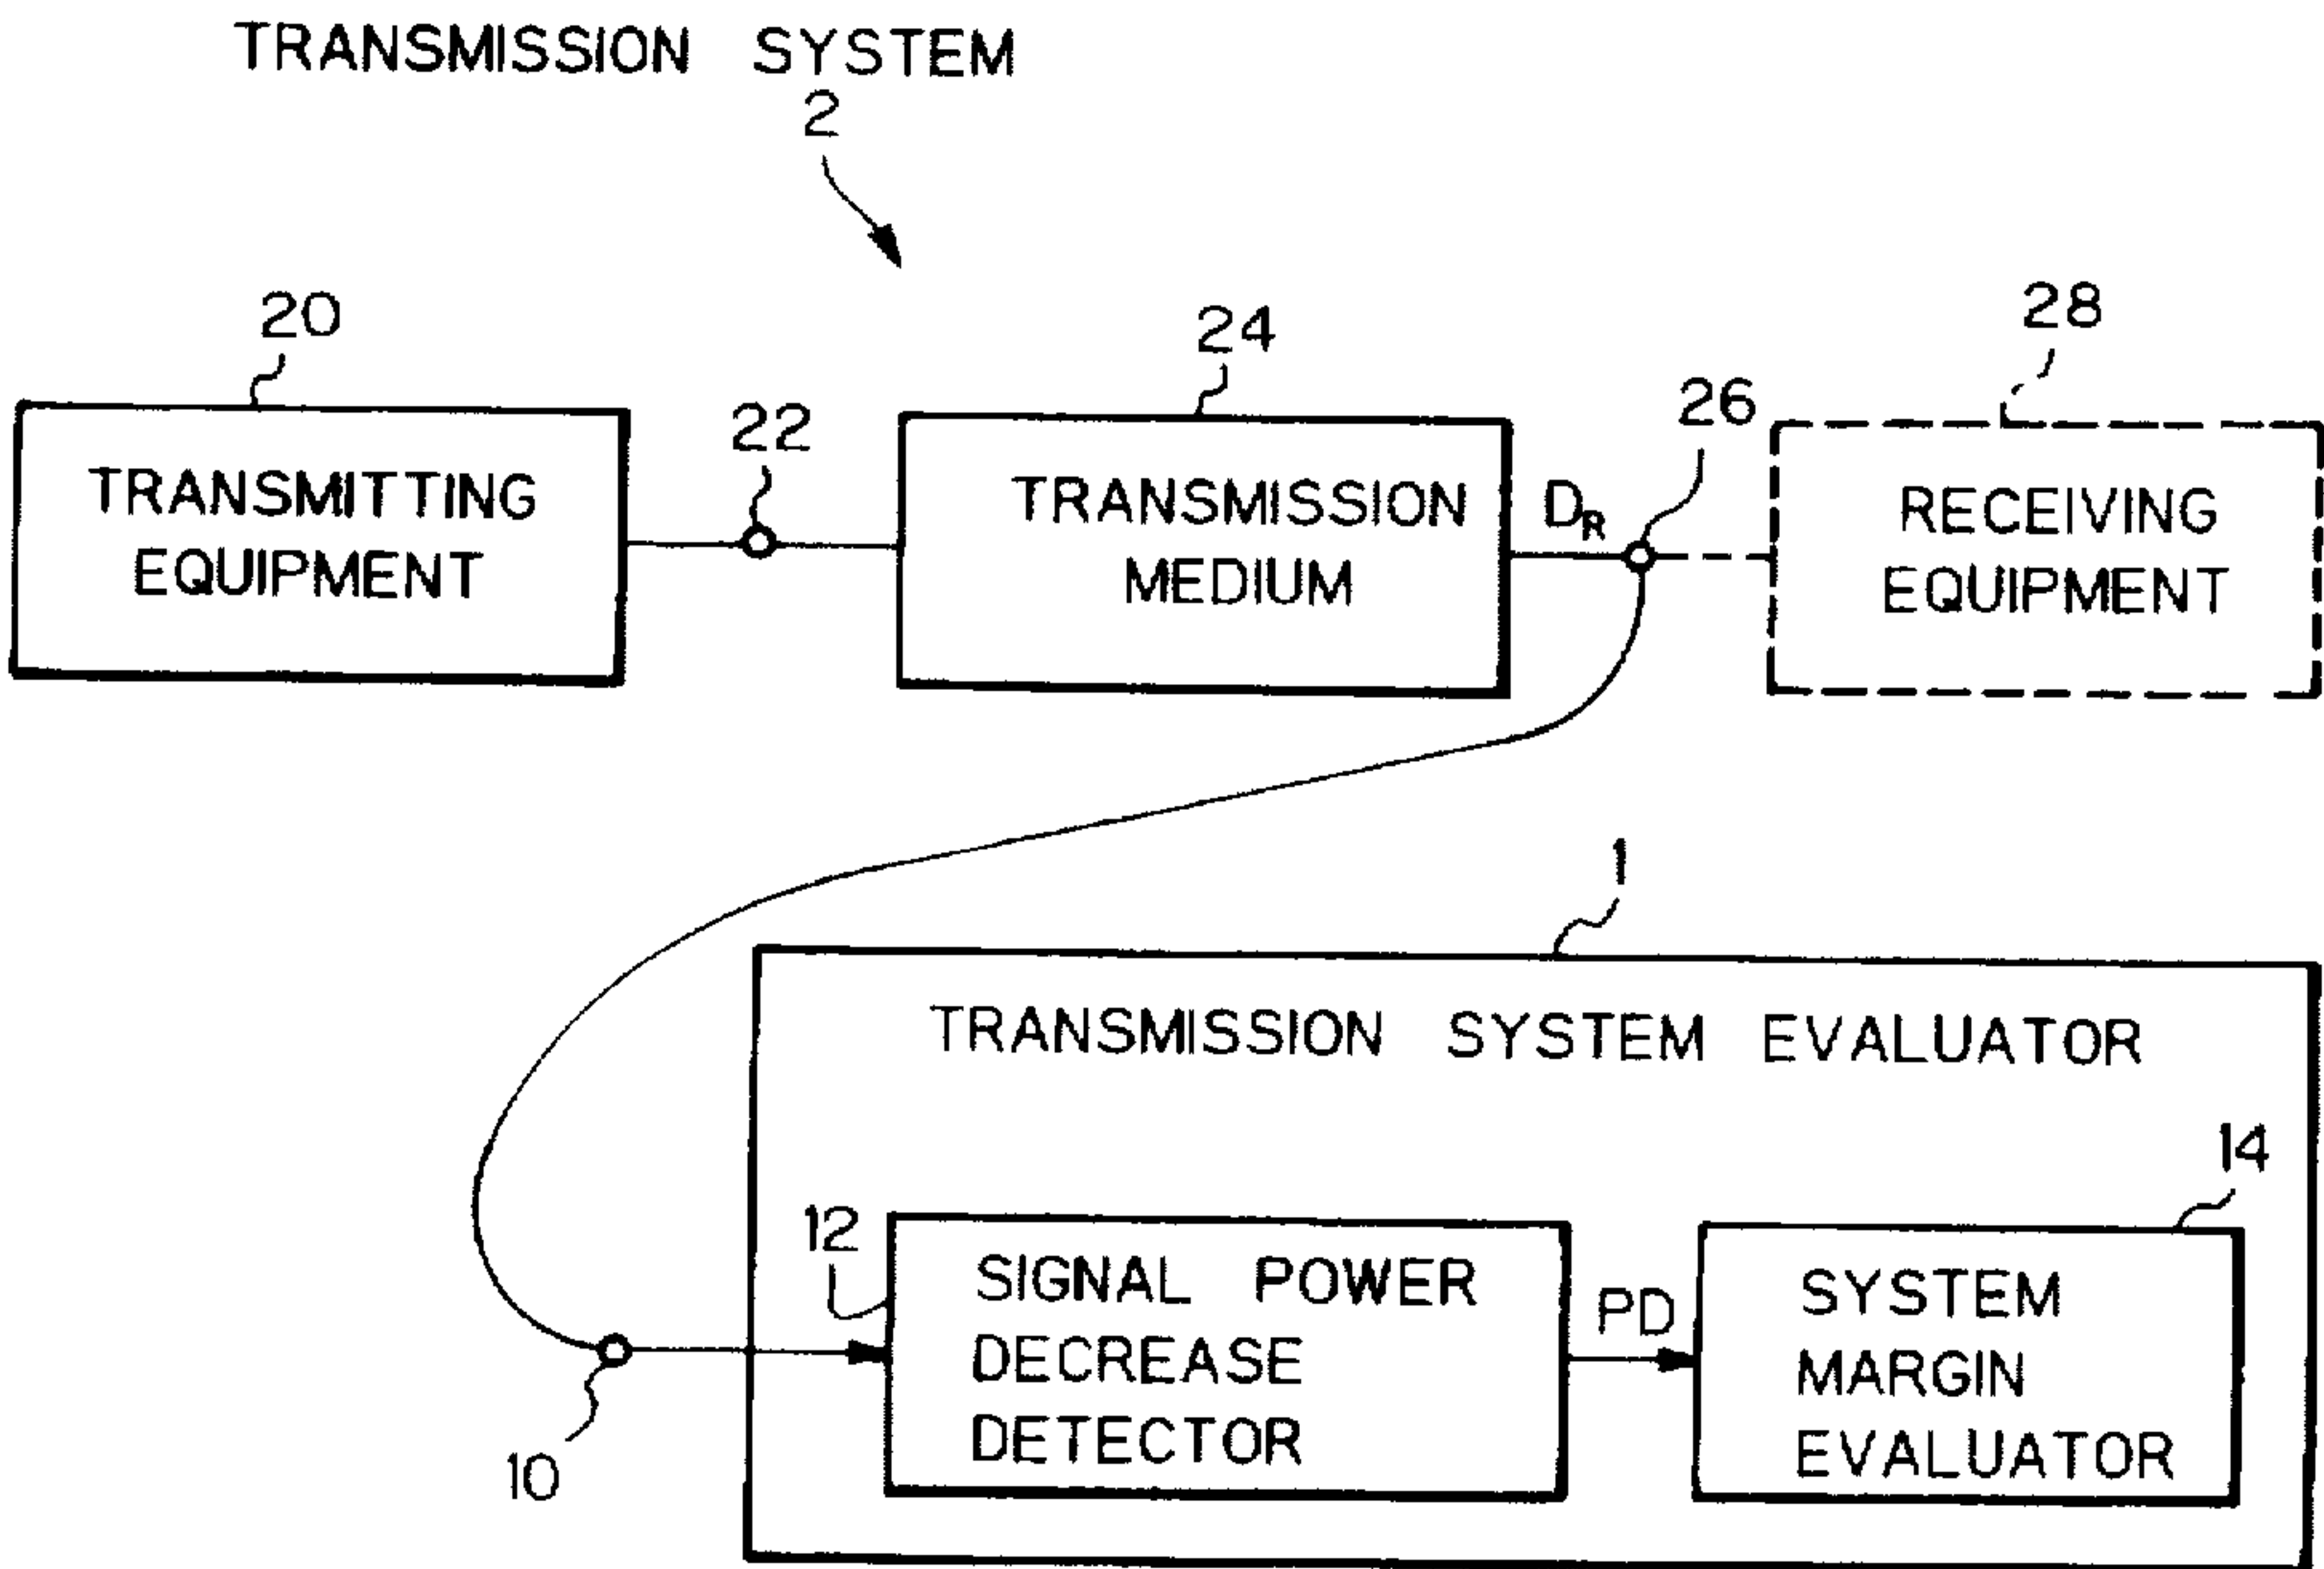 TRANSMISSION SYSTEM
2
20
22
24
26
28
TRANSMITTING
EQUIPMENT
TRANSMISSION
MEDIUM
DR
RECEIVING
EQUIPMENT
1
TRANSMISSION SYSTEM EVALUATOR
10
12
SIGNAL POWER
DECREASE
DETECTOR
PD
14
SYSTEM
MARGIN
EVALUATOR